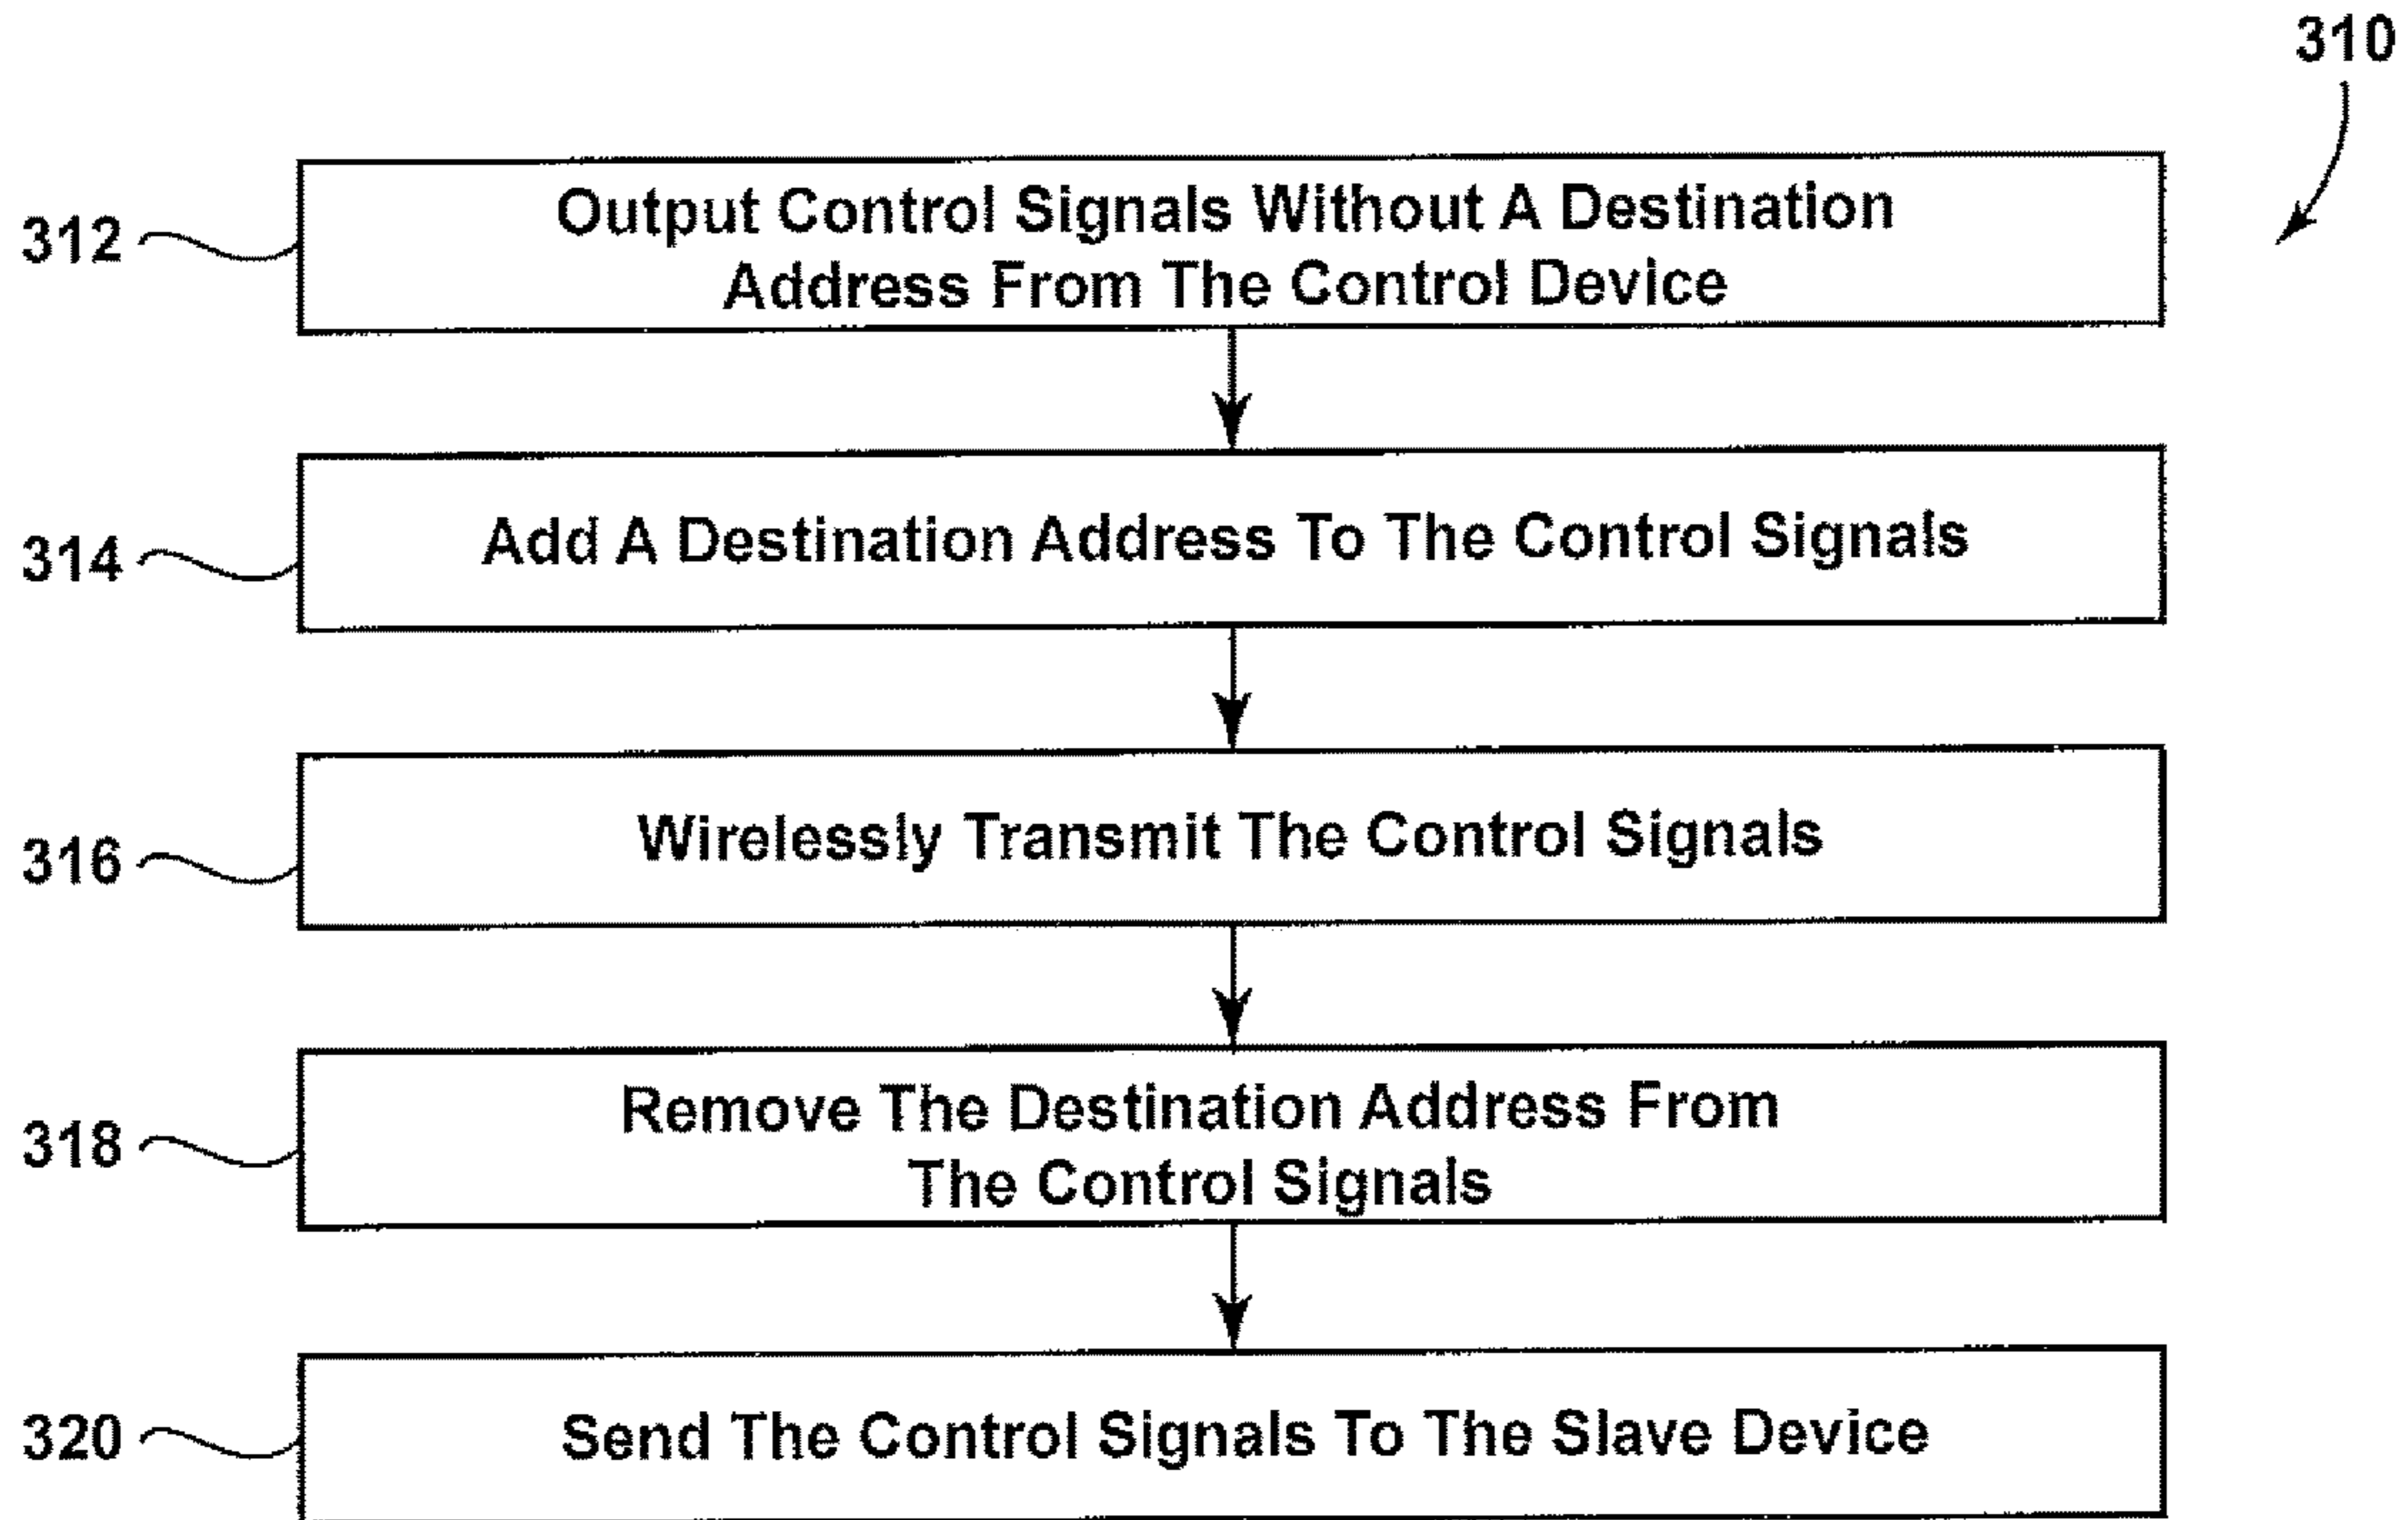 310
312
Output Control Signals Without A Destination
Address From The Control Device
314
Add A Destination Address To The Control Signals
316
Wirelessly Transmit The Control Signals
318
Remove The Destination Address From
The Control Signals
320
Send The Control Signals To The Slave Device